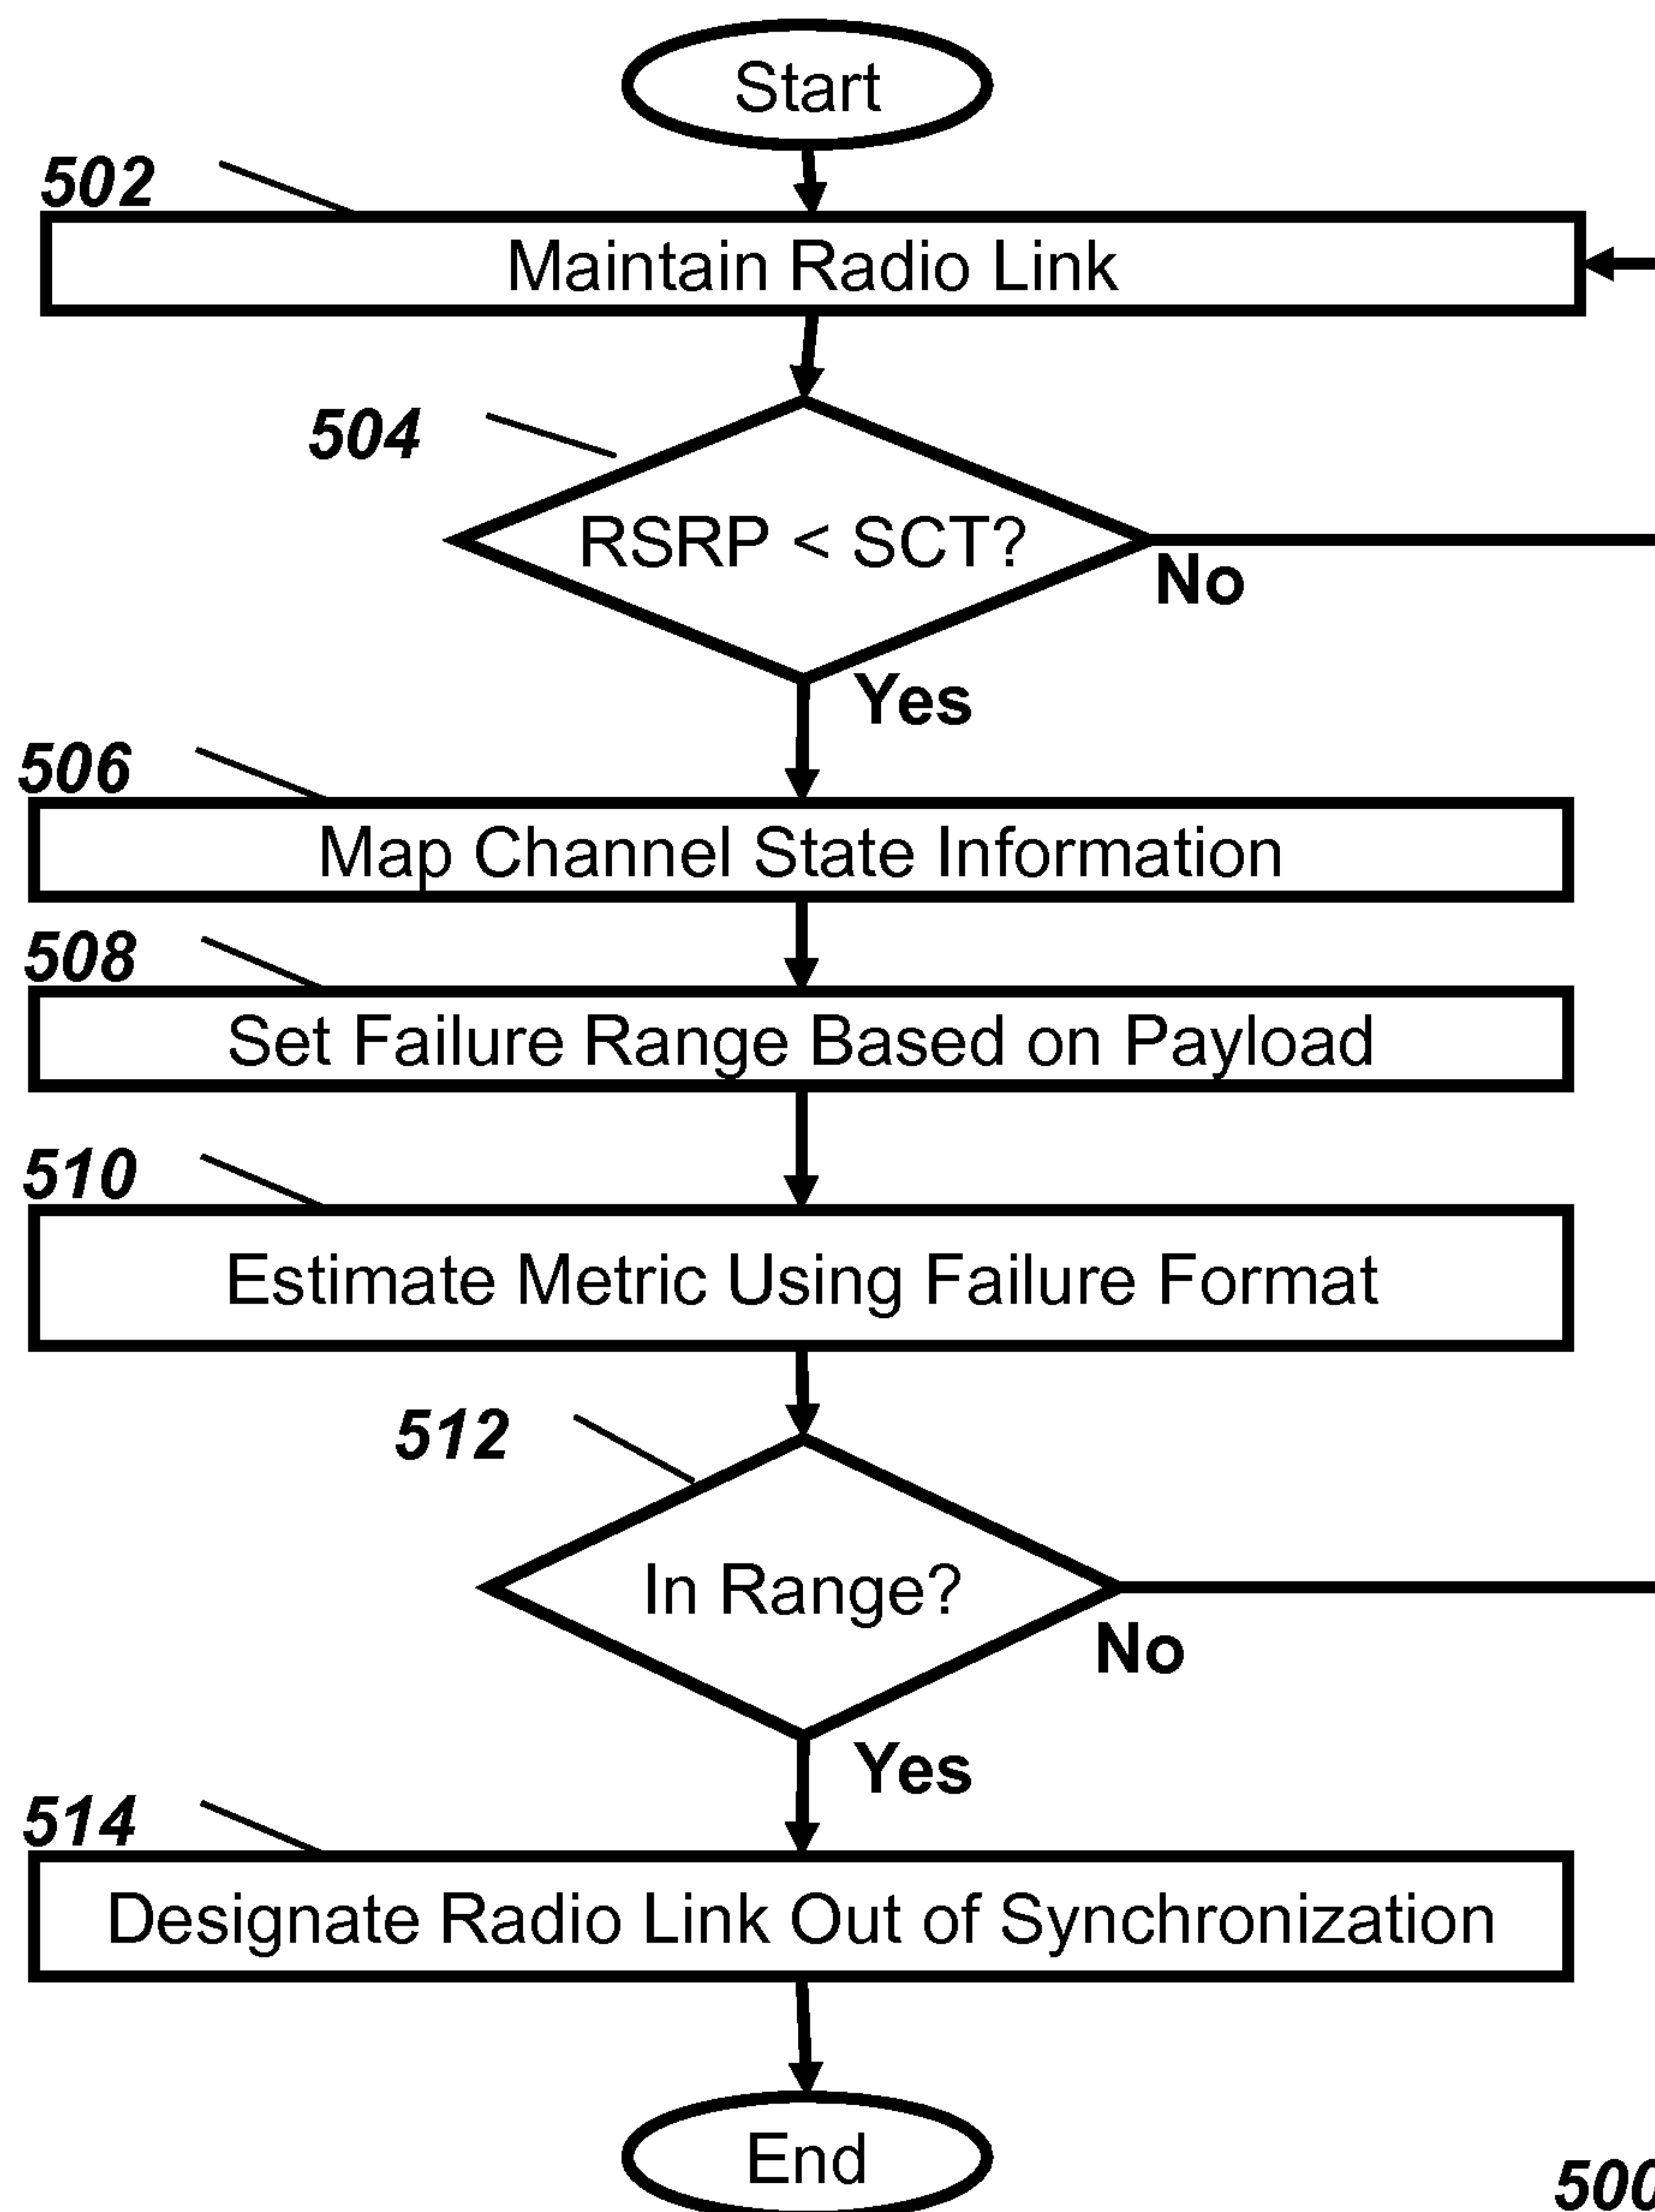 Start
502
Maintain Radio Link
504
RSRP < SCT?
No
Yes
506
Map Channel State Information
508
Set Failure Range Based on Payload
510
Estimate Metric Using Failure Format
512
In Range?
No
Yes
514
Designate Radio Link Out of Synchronization
End
500